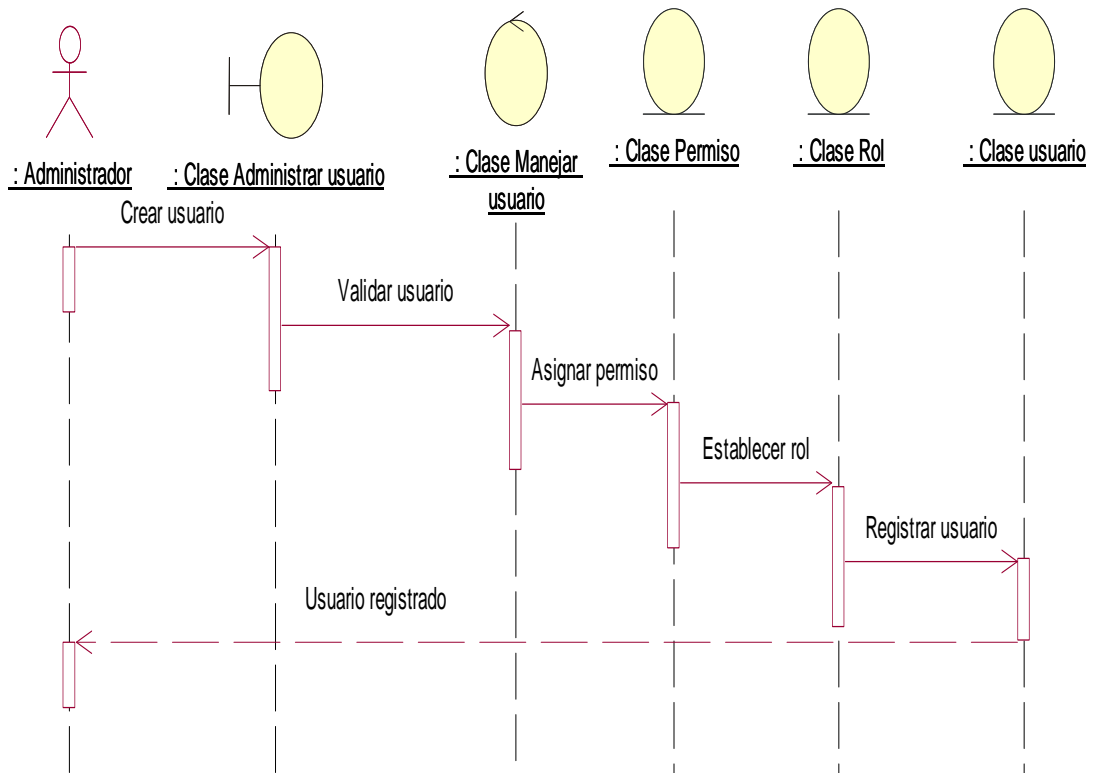 : Administrador
: Clase Administrar usuario
: Clase Manejar
usuario
: Clase Permiso
: Clase Rol
: Clase usuario
Crear usuario
Validar usuario
Asignar permiso
Establecer rol
Registrar usuario
Usuario registrado